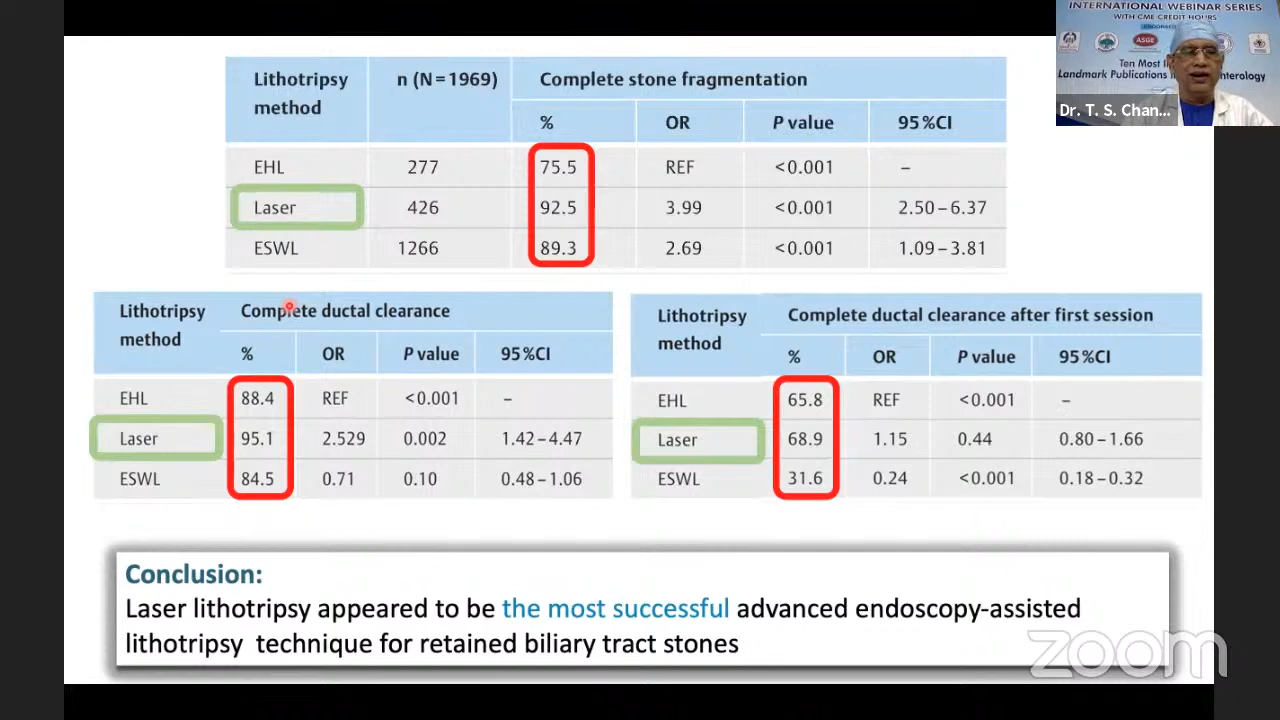 INTERNATIONAL WEBINAR SERIES
WITH CME CREDIT HOURS
ASGE
Ten Most
Landmark Publications
Dr. T. S. Chan...
Lithotripsy method n (N=1969) Complete stone fragmentation
% OR P value 95%CI
EHL 277 75.5 REF <0.001 –
Laser 426 92.5 3.99 <0.001 2.50–6.37
ESWL 1266 89.3 2.69 <0.001 1.09–3.81
Lithotripsy method Complete ductal clearance
% OR P value 95%CI
EHL 88.4 REF <0.001 –
Laser 95.1 2.529 0.002 1.42–4.47
ESWL 84.5 0.71 0.10 0.48–1.06
Lithotripsy method Complete ductal clearance after first session
% OR P value 95%CI
EHL 65.8 REF <0.001 –
Laser 68.9 1.15 0.44 0.80–1.66
ESWL 31.6 0.24 <0.001 0.18–0.32
Conclusion:
Laser lithotripsy appeared to be the most successful advanced endoscopy-assisted
lithotripsy technique for retained biliary tract stones
zoom